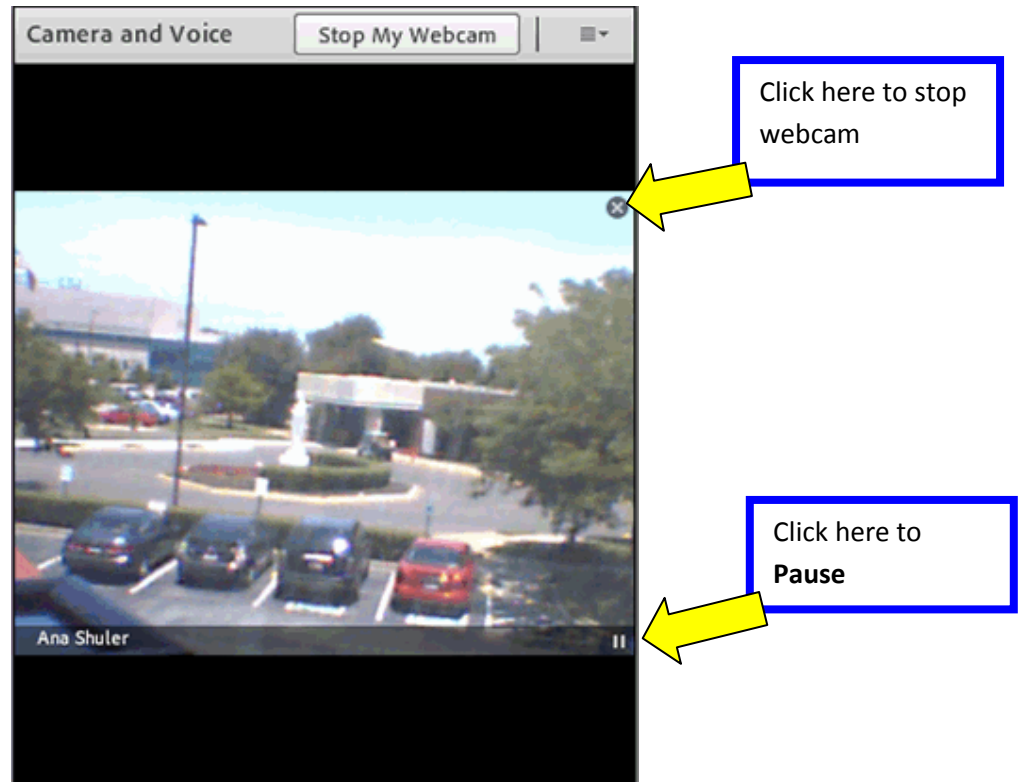 Camera and Voice
Stop My Webcam
Click here to stop
webcam
Click here to
Pause
Ana Shuler